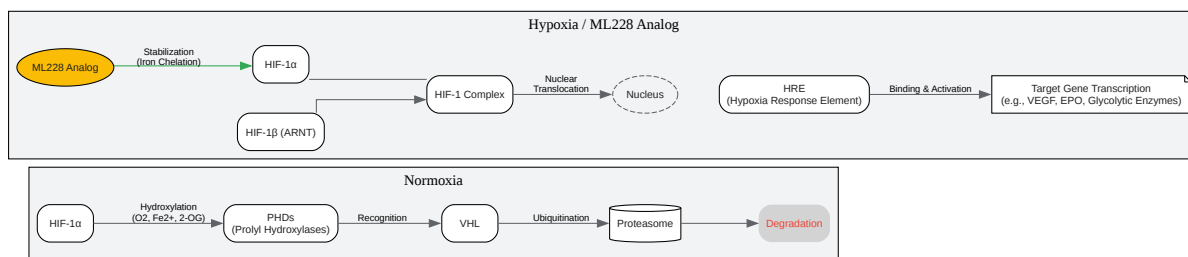 Hypoxia / ML228 Analog
ML228 Analog
Stabilization
(Iron Chelation)
HIF-1α
HIF-1β (ARNT)
HIF-1 Complex
Nuclear
Translocation
Nucleus
HRE
(Hypoxia Response Element)
Binding & Activation
Target Gene Transcription
(e.g., VEGF, EPO, Glycolytic Enzymes)
Normoxia
HIF-1α
Hydroxylation
(O2, Fe2+, 2-OG)
PHDs
(Prolyl Hydroxylases)
Recognition
VHL
Ubiquitination
Proteasome
Degradation